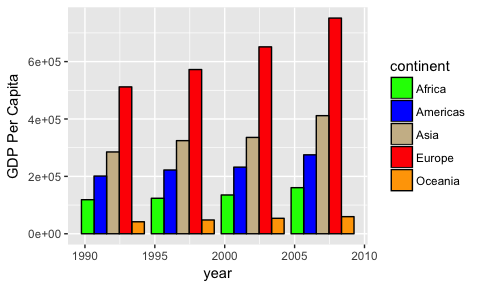 GDP Per Capita
6e+05
4e+05
2e+05
0e+00
1990 1995 2000 2005 2010
year
continent
Africa
Americas
Asia
Europe
Oceania